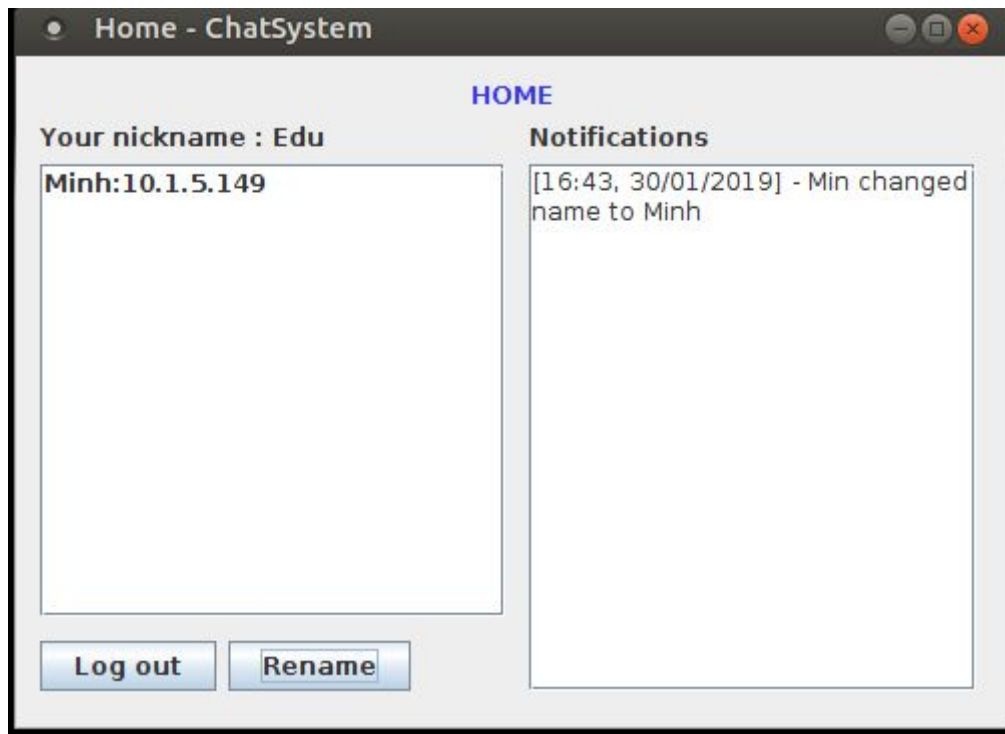 Home - ChatSystem
HOME
Your nickname : Edu
Minh:10.1.5.149
Log out
Rename
Notifications
[16:43, 30/01/2019] - Min changed
name to Minh